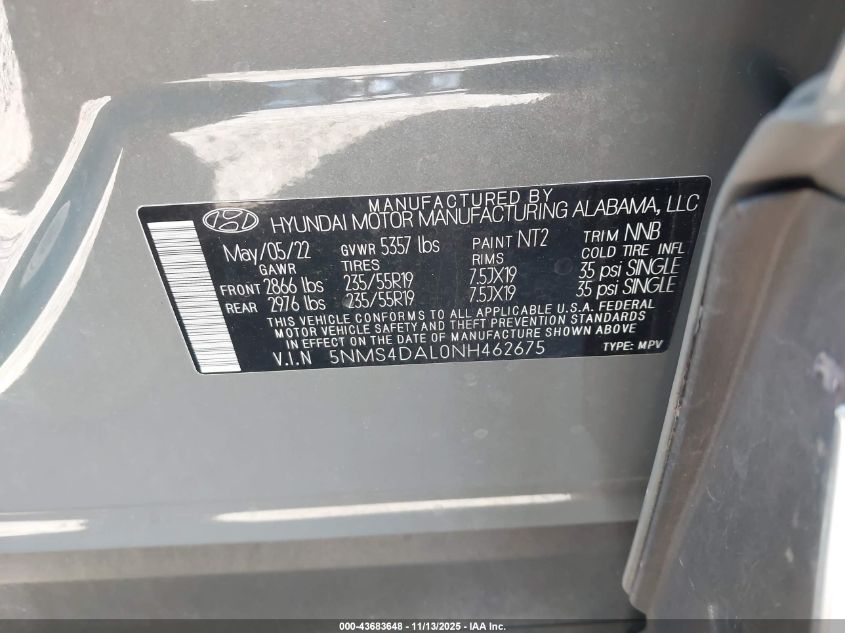 MANUFACTURED BY
HYUNDAI MOTOR MANUFACTURING ALABAMA, LLC
May/05/22 GVWR 5357 lbs PAINT NT2 TRIM NNB
GAWR TIRES RIMS COLD TIRE INFL
FRONT 2866 lbs 235/55R19 7.5JX19 35 psi SINGLE
REAR 2976 lbs 235/55R19 7.5JX19 35 psi SINGLE
THIS VEHICLE CONFORMS TO ALL APPLICABLE U.S.A. FEDERAL
MOTOR VEHICLE SAFETY AND THEFT PREVENTION STANDARDS
IN EFFECT ON THE DATE OF MANUFACTURE SHOWN ABOVE
V.I.N 5NMS4DAL0NH462675 TYPE: MPV
000-43683648 - 11/13/2025 - IAA Inc.